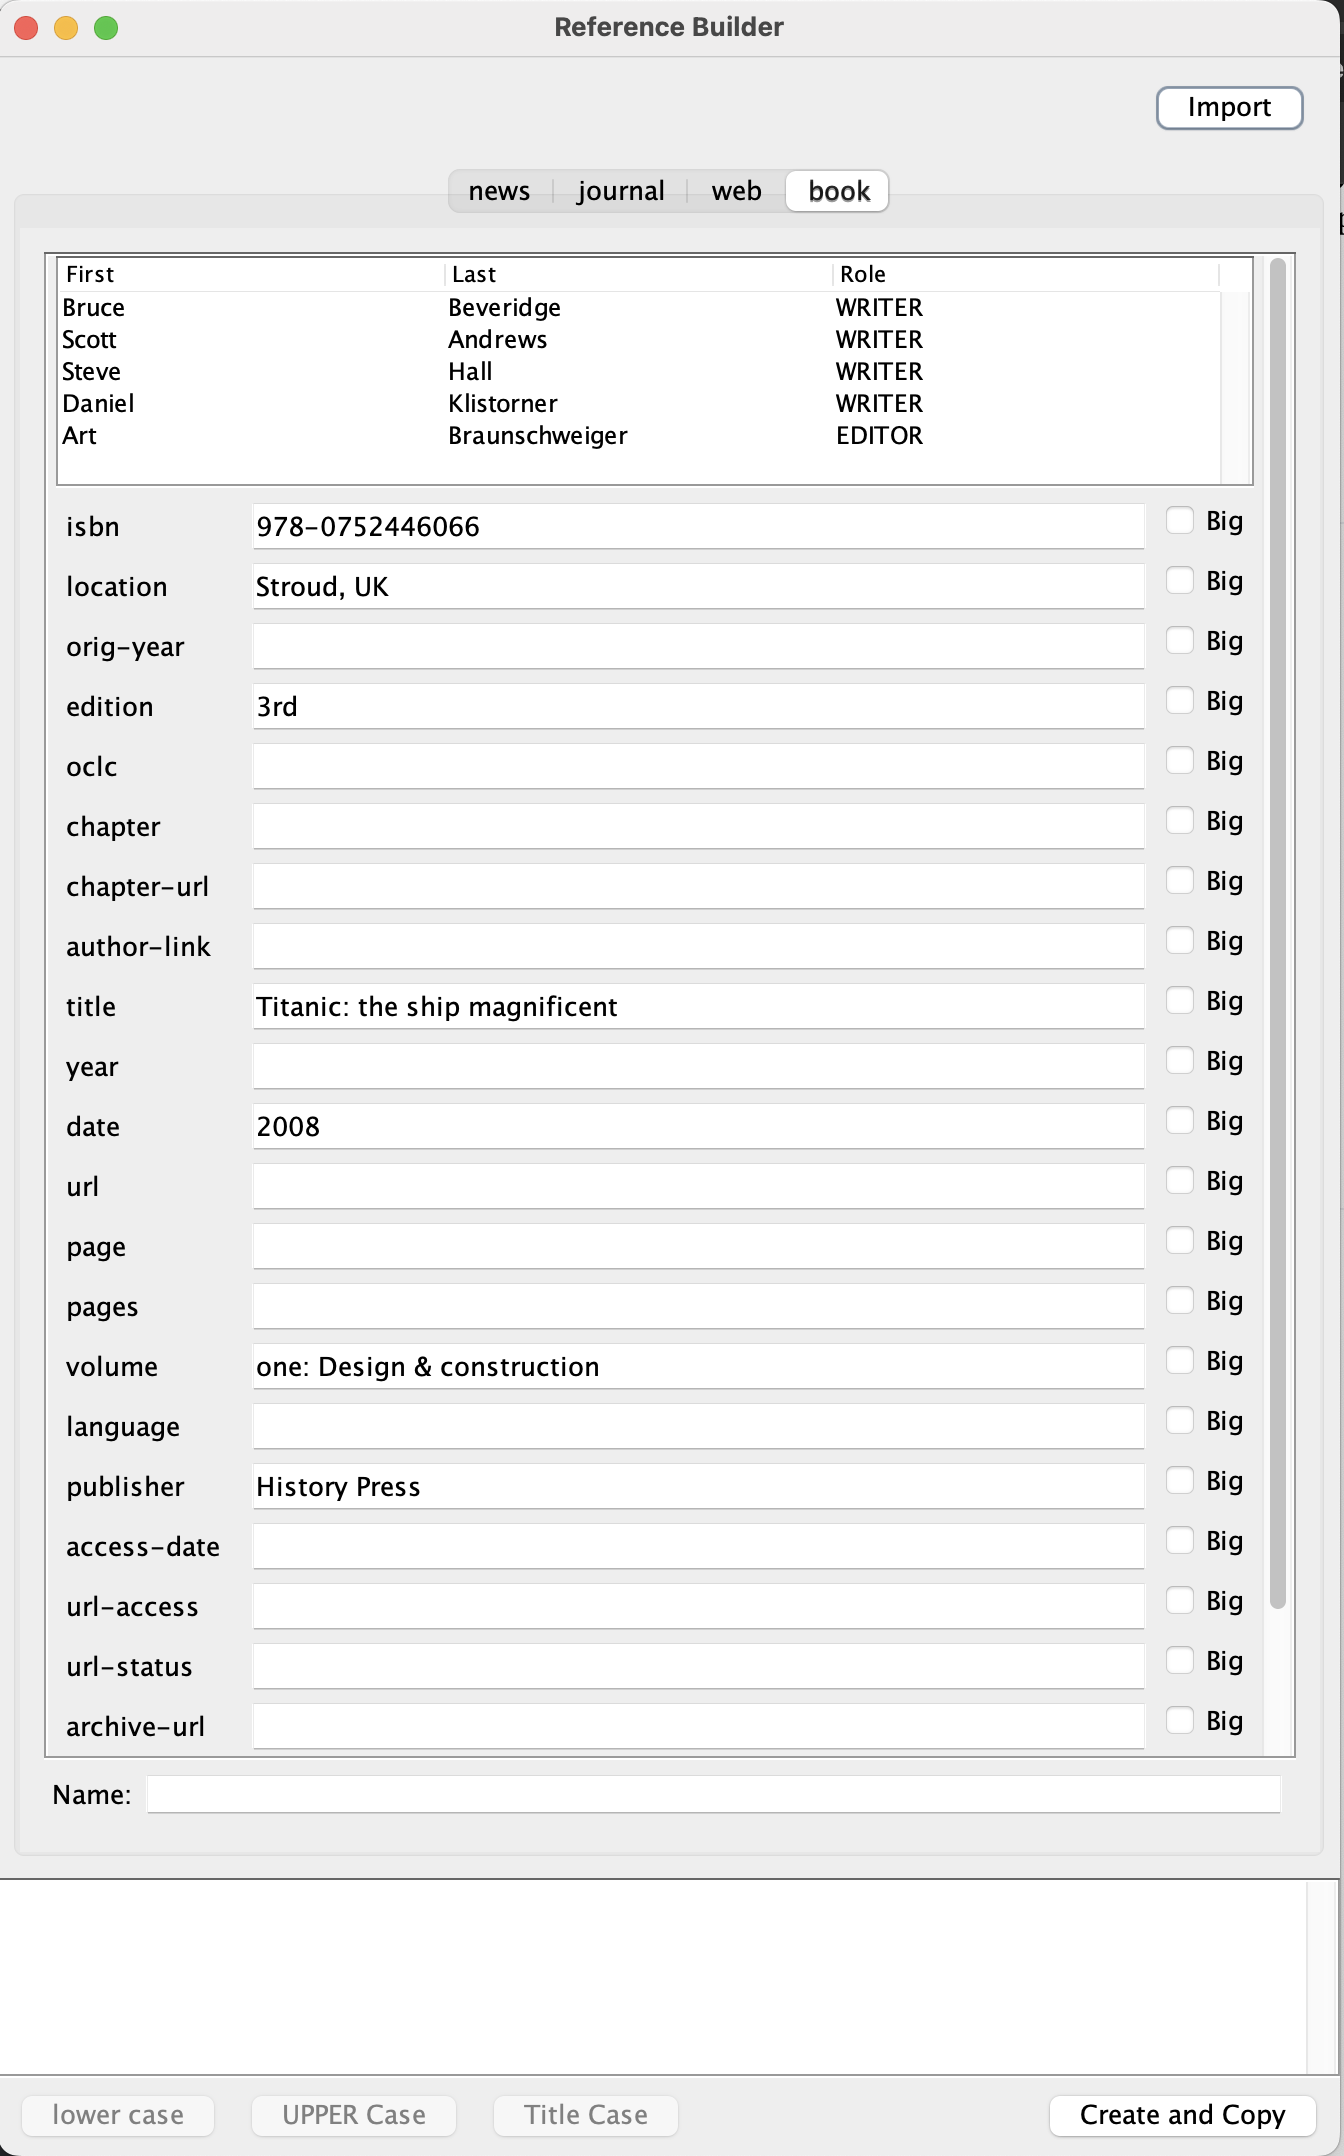 Reference Builder
Import
news journal web book
First Last Role
Bruce Beveridge WRITER
Scott Andrews WRITER
Steve Hall WRITER
Daniel Klistorner WRITER
Art Braunschweiger EDITOR
isbn 978-0752446066 Big
location Stroud, UK Big
orig-year Big
edition 3rd Big
oclc Big
chapter Big
chapter-url Big
author-link Big
title Titanic: the ship magnificent Big
year Big
date 2008 Big
url Big
page Big
pages Big
volume one: Design & construction Big
language Big
publisher History Press Big
access-date Big
url-access Big
url-status Big
archive-url Big
Name:
lower case UPPER Case Title Case Create and Copy